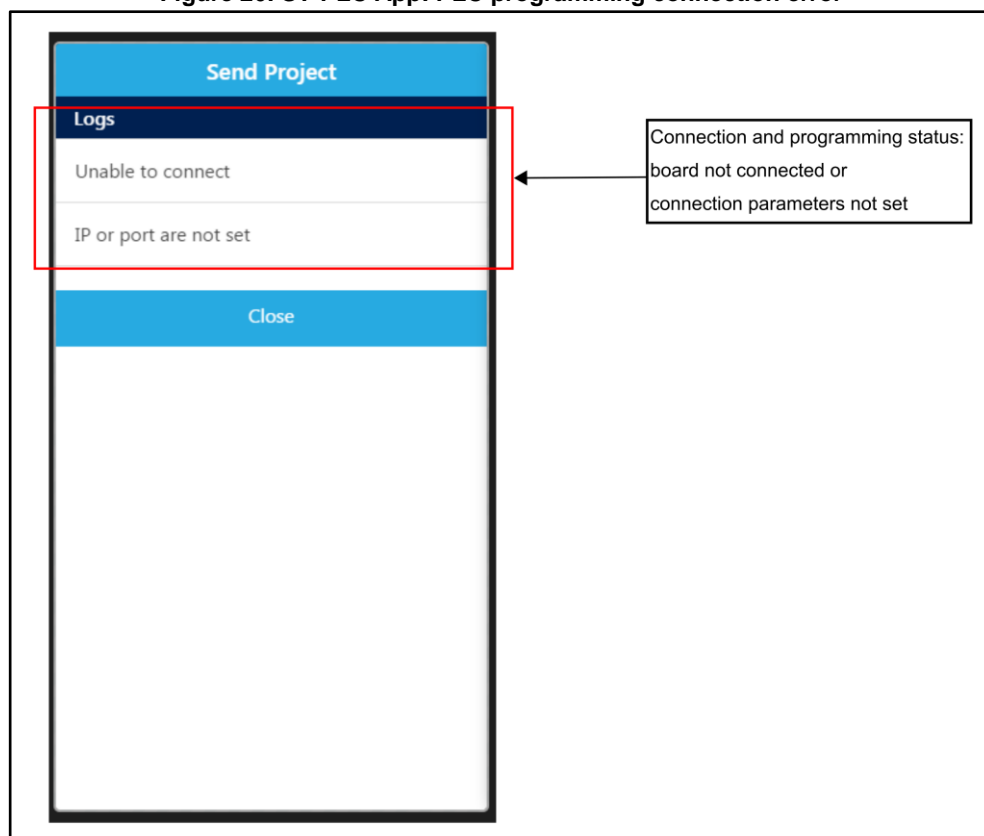 Send Project
Logs
Unable to connect
IP or port are not set
Close
Connection and programming status:
board not connected or
connection parameters not set